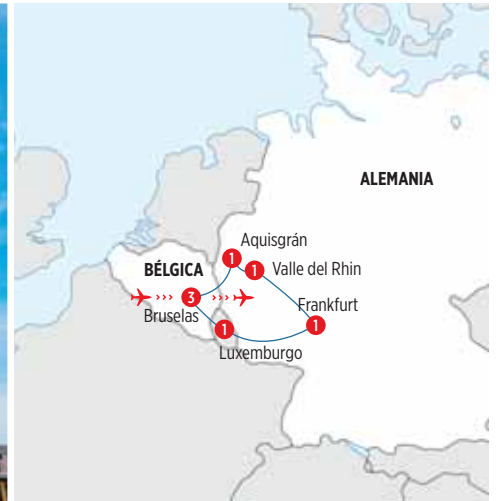 ALEMANIA
Aquisgrán
1
1
Valle del Rhin
BÉLGICA
3
Bruselas
Frankfurt
1
1
Luxemburgo